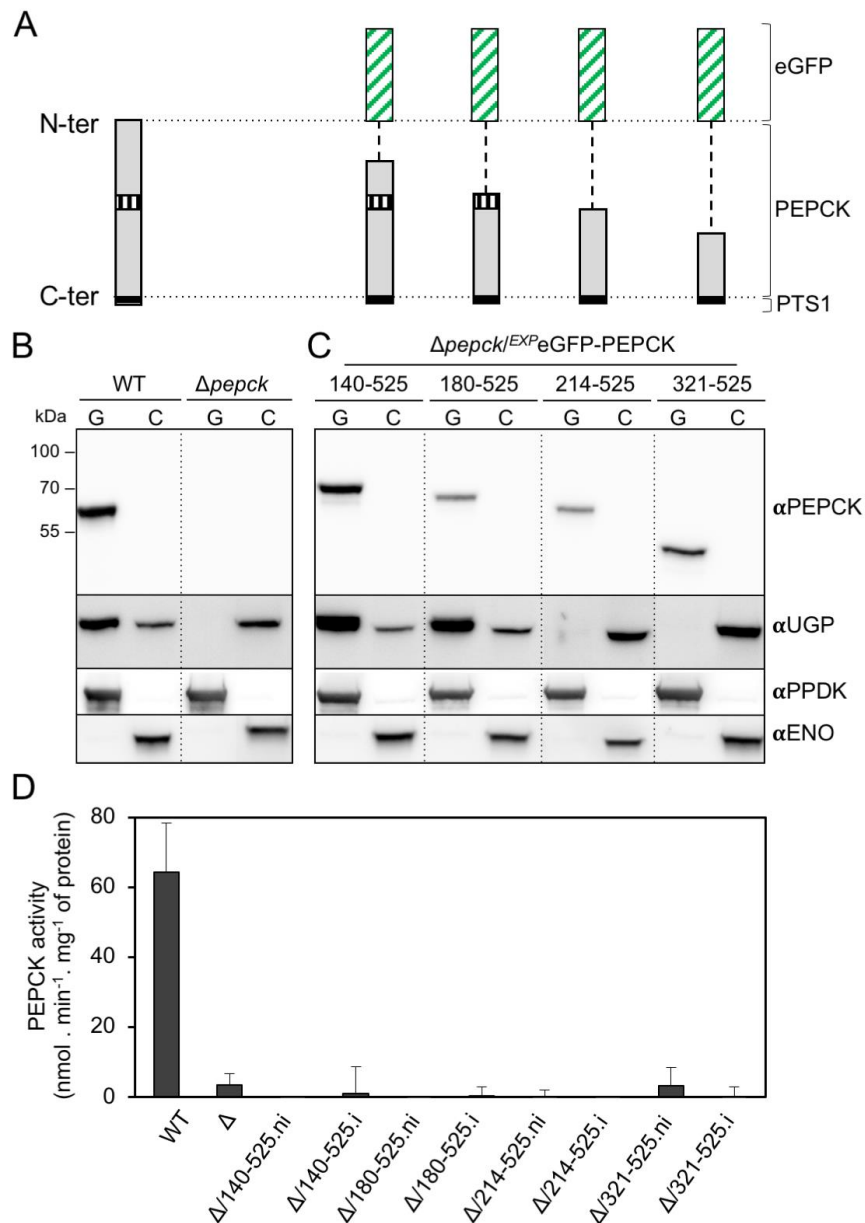 A
eGFP
N-ter
PEPCK
C-ter
PTS1
B
C
Δpepck/EXPeGFP-PEPCK
WT Δpepck
140-525 180-525 214-525 321-525
kDa G C G C
G C G C G C G C
100
70
55
αPEPCK
αUGP
αPPDK
αENO
D
PEPCK activity
(nmol . min-1. mg-1 of protein)
80
60
40
20
0
WT
Δ
Δ/140-525.ni
Δ/140-525.i
Δ/180-525.ni
Δ/180-525.i
Δ/214-525.ni
Δ/214-525.i
Δ/321-525.ni
Δ/321-525.i